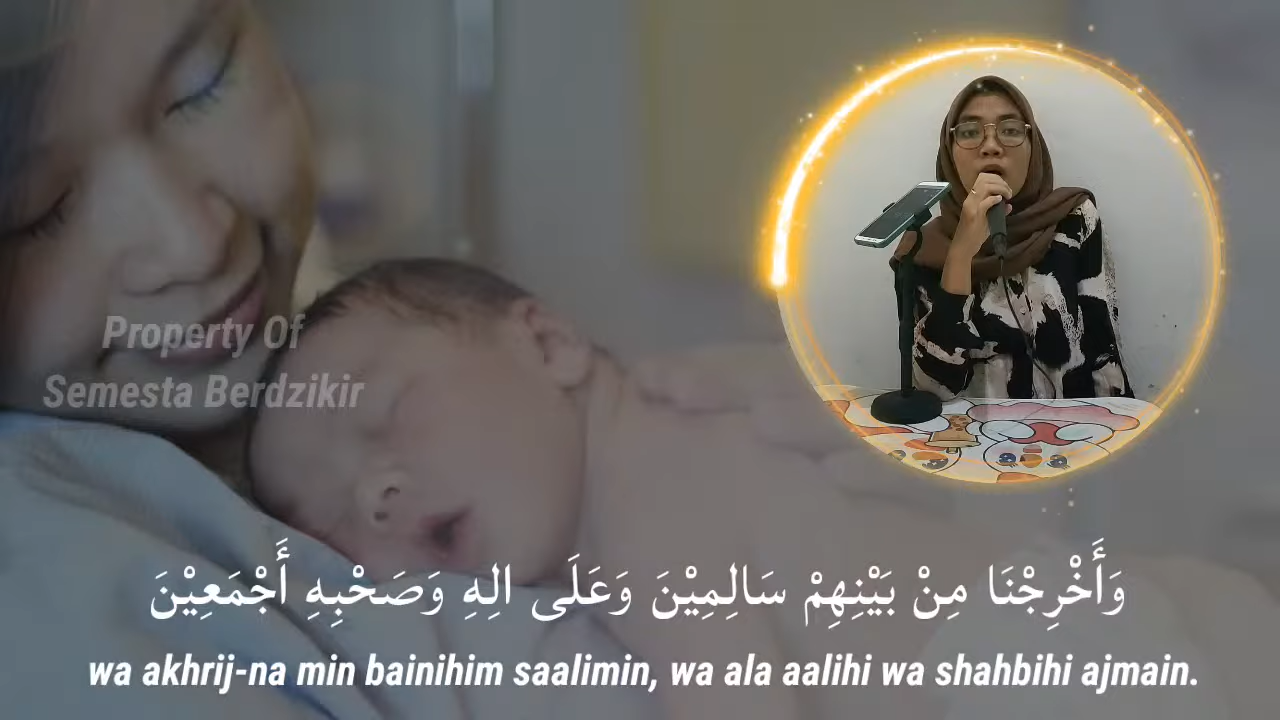 Property Of
Semesta Berdzikir
وَأَخْرِجْنَا مِنْ بَيْنِهِمْ سَالِمِيْنَ وَعَلَى الِهِ وَصَحْبِهِ أَجْمَعِيْنَ
wa akhrij-na min bainihim saalimin, wa ala aalihi wa shahbihi ajmain.